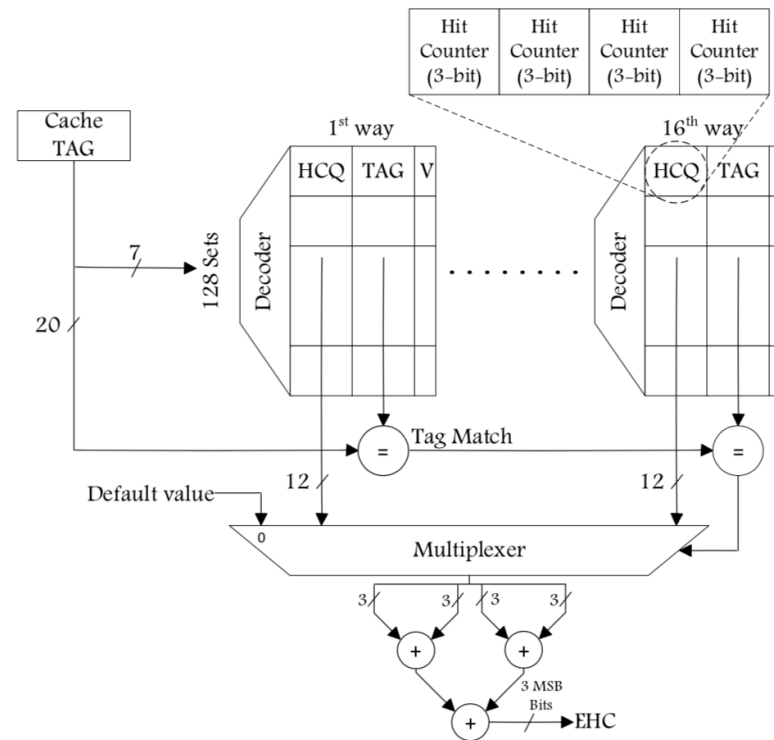 Hit Counter (3-bit)
Hit Counter (3-bit)
Hit Counter (3-bit)
Hit Counter (3-bit)
Cache TAG
1st way
16th way
HCQ TAG V
HCQ TAG
7
128 Sets
Decoder
. . . . . . . .
Decoder
20
=
Tag Match
=
12
12
Default value
0
Multiplexer
3
3
3
3
+
+
3 MSB Bits
+
EHC